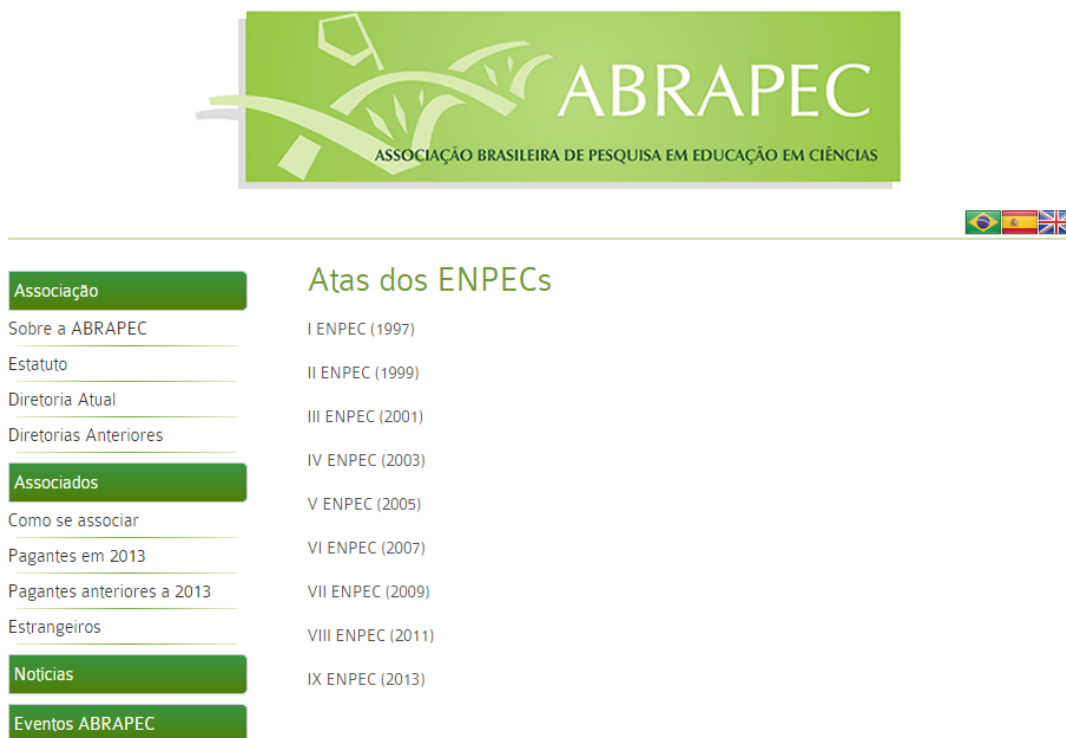 ABRAPEC
ASSOCIAÇÃO BRASILEIRA DE PESQUISA EM EDUCAÇÃO EM CIÊNCIAS
Associação
Sobre a ABRAPEC
Estatuto
Diretoria Atual
Diretorias Anteriores
Associados
Como se associar
Pagantes em 2013
Pagantes anteriores a 2013
Estrangeiros
Notícias
Eventos ABRAPEC
Atas dos ENPECs
I ENPEC (1997)
II ENPEC (1999)
III ENPEC (2001)
IV ENPEC (2003)
V ENPEC (2005)
VI ENPEC (2007)
VII ENPEC (2009)
VIII ENPEC (2011)
IX ENPEC (2013)